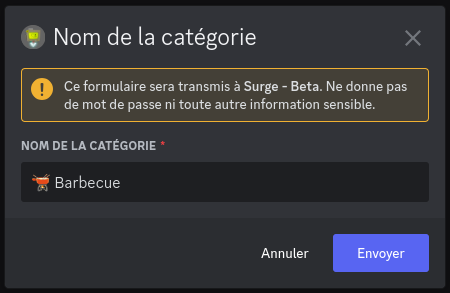 Nom de la catégorie
Ce formulaire sera transmis à Surge - Beta. Ne donne pas
de mot de passe ni toute autre information sensible.
NOM DE LA CATÉGORIE *
Barbecue
Annuler
Envoyer